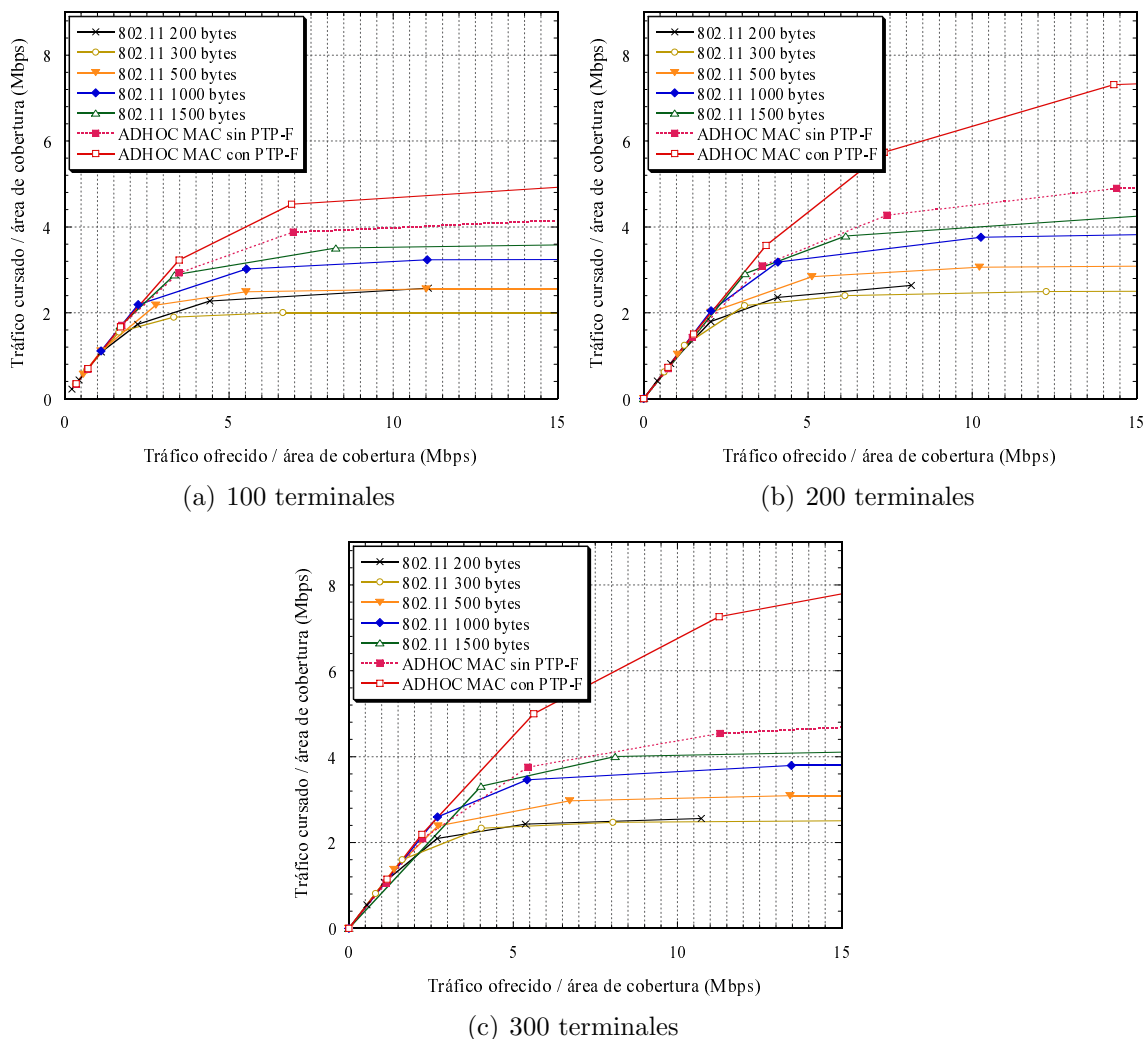 8
6
4
2
0
0
5
10
15
Tráfico cursado / área de cobertura (Mbps)
802.11 200 bytes
802.11 300 bytes
802.11 500 bytes
802.11 1000 bytes
802.11 1500 bytes
ADHOC MAC sin PTP-F
ADHOC MAC con PTP-F
Tráfico ofrecido / área de cobertura (Mbps)
(a) 100 terminales
8
6
4
2
0
0
5
10
15
Tráfico cursado / área de cobertura (Mbps)
802.11 200 bytes
802.11 300 bytes
802.11 500 bytes
802.11 1000 bytes
802.11 1500 bytes
ADHOC MAC sin PTP-F
ADHOC MAC con PTP-F
Tráfico ofrecido / área de cobertura (Mbps)
(b) 200 terminales
8
6
4
2
0
0
5
10
15
Tráfico cursado / área de cobertura (Mbps)
802.11 200 bytes
802.11 300 bytes
802.11 500 bytes
802.11 1000 bytes
802.11 1500 bytes
ADHOC MAC sin PTP-F
ADHOC MAC con PTP-F
Tráfico ofrecido / área de cobertura (Mbps)
(c) 300 terminales